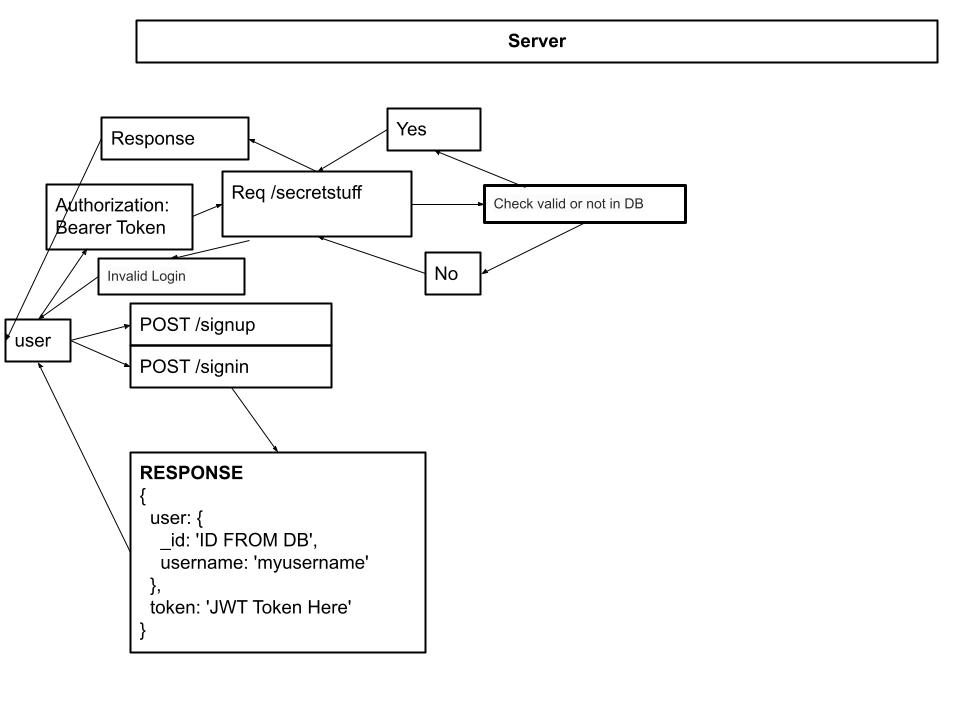 Server
Yes
Response
Req /secretstuff
Authorization:
Bearer Token
Check valid or not in DB
Invalid Login
No
user
POST /signup
POST /signin
RESPONSE
{
  user: {
    _id: 'ID FROM DB',
    username: 'myusername'
  },
  token: 'JWT Token Here'
}